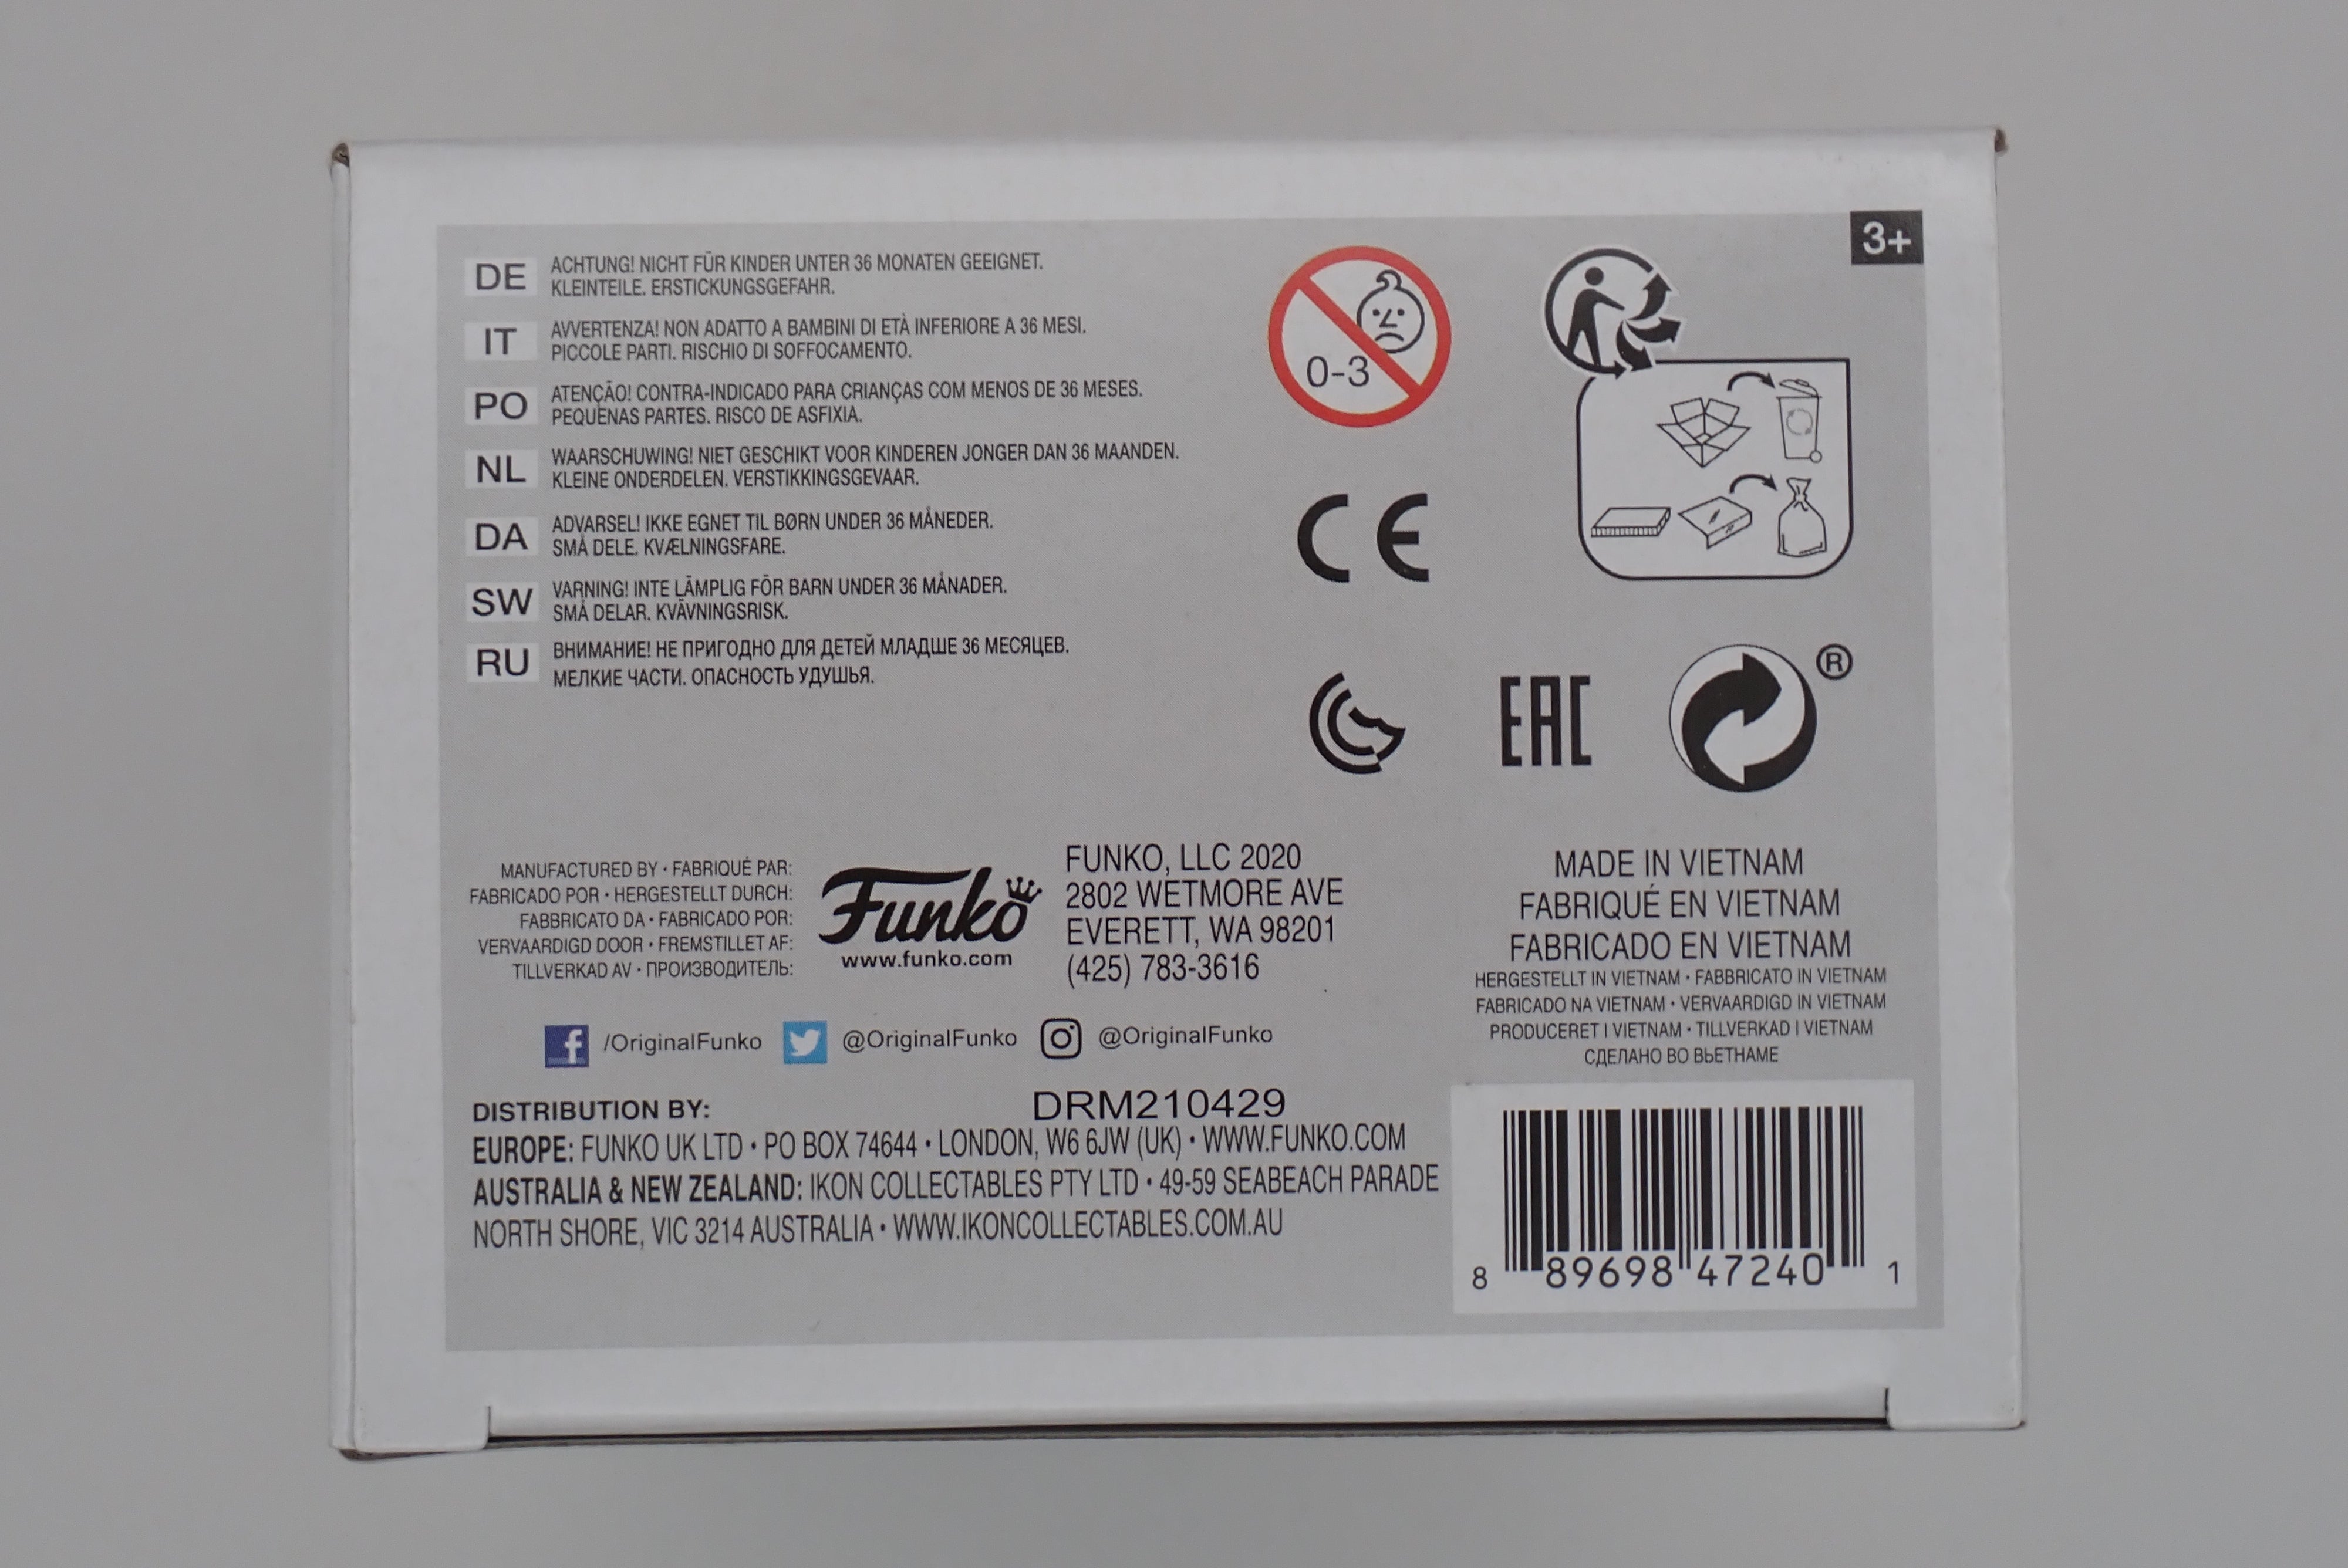 3+
DE
ACHTUNG! NICHT FÜR KINDER UNTER 36 MONATEN GEEIGNET.
KLEINTEILE. ERSTICKUNGSGEFAHR.
IT
AVVERTENZA! NON ADATTO A BAMBINI DI ETÀ INFERIORE A 36 MESI.
PICCOLE PARTI. RISCHIO DI SOFFOCAMENTO.
PO
ATENÇÃO! CONTRA-INDICADO PARA CRIANÇAS COM MENOS DE 36 MESES.
PEQUENAS PARTES. RISCO DE ASFIXIA.
NL
WAARSCHUWING! NIET GESCHIKT VOOR KINDEREN JONGER DAN 36 MAANDEN.
KLEINE ONDERDELEN. VERSTIKKINGSGEVAAR.
DA
ADVARSEL! IKKE EGNET TIL BØRN UNDER 36 MÅNEDER.
SMÅ DELE. KVÆLNINGSFARE.
SW
VARNING! INTE LÄMPLIG FÖR BARN UNDER 36 MÅNADER.
SMÅ DELAR. KVÄVNINGSRISK.
RU
ВНИМАНИЕ! НЕ ПРИГОДНО ДЛЯ ДЕТЕЙ МЛАДШЕ 36 МЕСЯЦЕВ.
МЕЛКИЕ ЧАСТИ. ОПАСНОСТЬ УДУШЬЯ.
0-3
CE
EAC
®
MANUFACTURED BY • FABRIQUÉ PAR:
FABRICADO POR • HERGESTELLT DURCH:
FABBRICATO DA • FABRICADO POR:
VERVAARDIGD DOOR • FREMSTILLET AF:
TILLVERKAD AV • ПРОИЗВОДИТЕЛЬ:
Funko
www.funko.com
FUNKO, LLC 2020
2802 WETMORE AVE
EVERETT, WA 98201
(425) 783-3616
MADE IN VIETNAM
FABRIQUÉ EN VIETNAM
FABRICADO EN VIETNAM
HERGESTELLT IN VIETNAM • FABBRICATO IN VIETNAM
FABRICADO NA VIETNAM • VERVAARDIGD IN VIETNAM
PRODUCERET I VIETNAM • TILLVERKAD I VIETNAM
СДЕЛАНО ВО ВЬЕТНАМЕ
f /OriginalFunko @OriginalFunko @OriginalFunko
DISTRIBUTION BY: DRM210429
EUROPE: FUNKO UK LTD • PO BOX 74644 • LONDON, W6 6JW (UK) • WWW.FUNKO.COM
AUSTRALIA & NEW ZEALAND: IKON COLLECTABLES PTY LTD • 49-59 SEABEACH PARADE
NORTH SHORE, VIC 3214 AUSTRALIA • WWW.IKONCOLLECTABLES.COM.AU
8 89698 47240 1